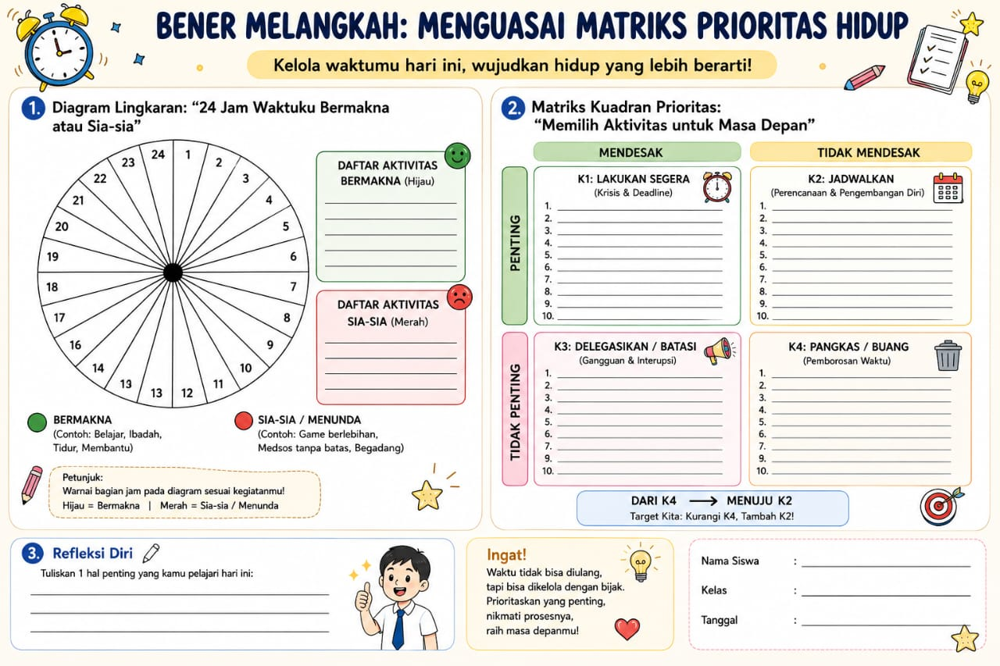 BENER MELANGKAH: MENGUASAI MATRIKS PRIORITAS HIDUP
Kelola waktumu hari ini, wujudkan hidup yang lebih berarti!
1. Diagram Lingkaran: “24 Jam Waktuku Bermakna
atau Sia-sia”
1
2
3
4
5
6
7
8
9
10
11
12
13
13
14
16
17
18
19
20
21
22
23
24
DAFTAR AKTIVITAS
BERMAKNA (Hijau)
DAFTAR AKTIVITAS
SIA-SIA (Merah)
BERMAKNA
(Contoh: Belajar, Ibadah,
Tidur, Membantu)
SIA-SIA / MENUNDA
(Contoh: Game berlebihan,
Medsos tanpa batas, Begadang)
Petunjuk:
Warnai bagian jam pada diagram sesuai kegiatanmu!
Hijau = Bermakna | Merah = Sia-sia / Menunda
2. Matriks Kuadran Prioritas:
“Memilih Aktivitas untuk Masa Depan”
MENDESAK
TIDAK MENDESAK
PENTING
K1: LAKUKAN SEGERA
(Krisis & Deadline)
1.
2.
3.
4.
5.
6.
7.
8.
9.
10.
K2: JADWALKAN
(Perencanaan & Pengembangan Diri)
1.
2.
3.
4.
5.
6.
7.
8.
9.
10.
TIDAK PENTING
K3: DELEGASIKAN / BATASI
(Gangguan & Interupsi)
1.
2.
3.
4.
5.
6.
7.
9.
10.
K4: PANGKAS / BUANG
(Pemborosan Waktu)
1.
2.
3.
4.
5.
6.
7.
9.
10.
DARI K4 → MENUJU K2
Target Kita: Kurangi K4, Tambah K2!
3. Refleksi Diri
Tuliskan 1 hal penting yang kamu pelajari hari ini:
Ingat!
Waktu tidak bisa diulang,
tapi bisa dikelola dengan bijak.
Prioritaskan yang penting,
nikmati prosesnya,
raih masa depanmu!
Nama Siswa :
Kelas :
Tanggal :